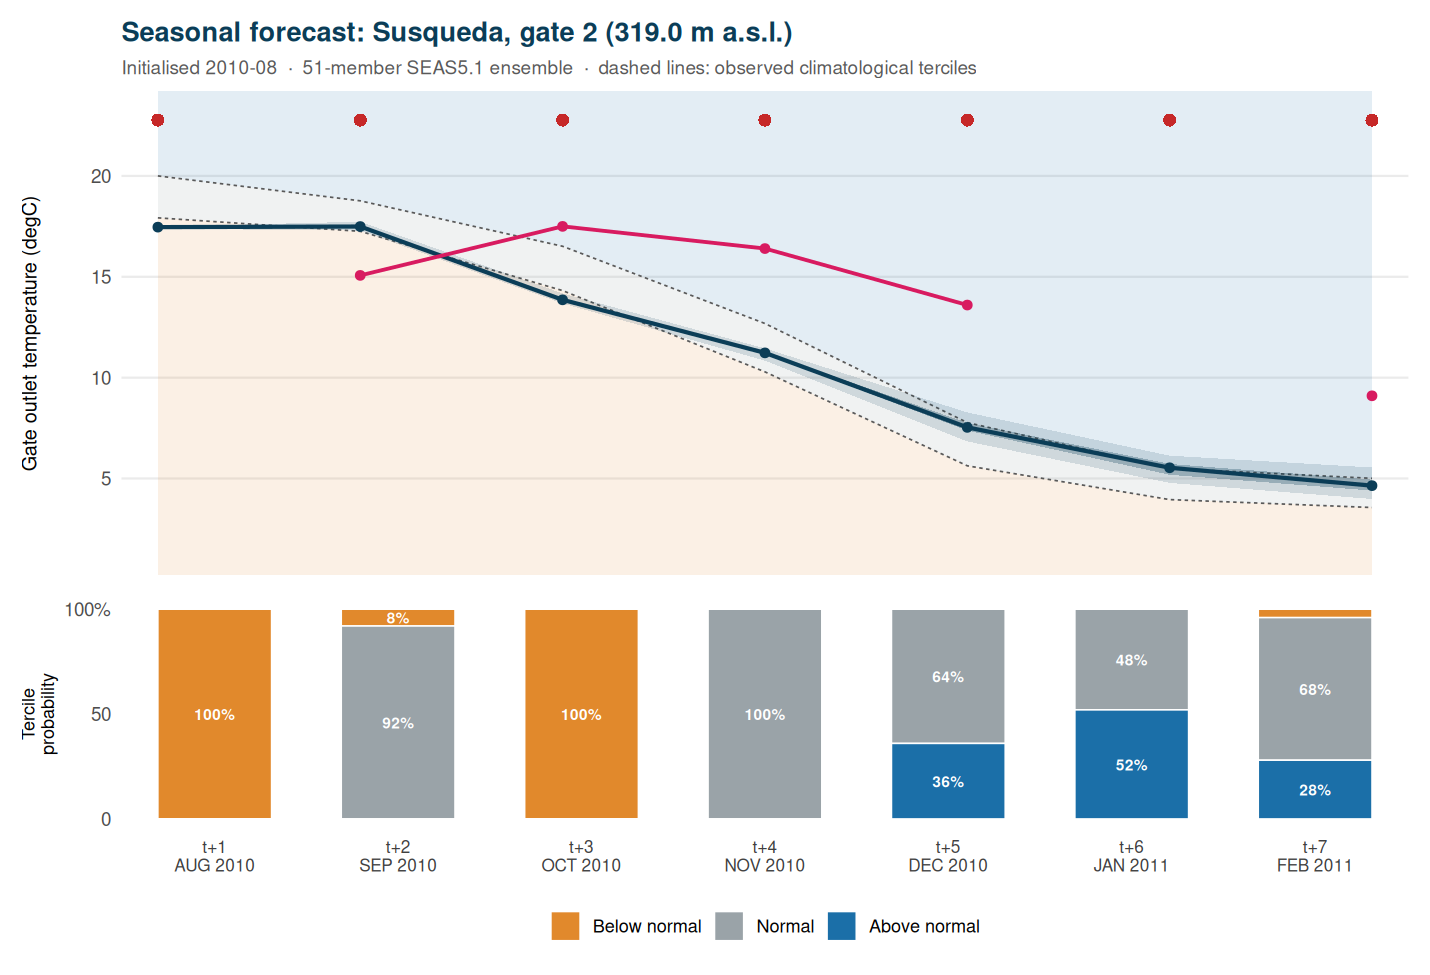 Seasonal forecast: Susqueda, gate 2 (319.0 m a.s.l.)
Initialised 2010-08 · 51-member SEAS5.1 ensemble · dashed lines: observed climatological terciles
Gate outlet temperature (degC)
20
15
10
5
Tercile
probability
100%
50
0
100%
8%
92%
100%
100%
64%
36%
48%
52%
68%
28%
t+1
AUG 2010
t+2
SEP 2010
t+3
OCT 2010
t+4
NOV 2010
t+5
DEC 2010
t+6
JAN 2011
t+7
FEB 2011
Below normal
Normal
Above normal